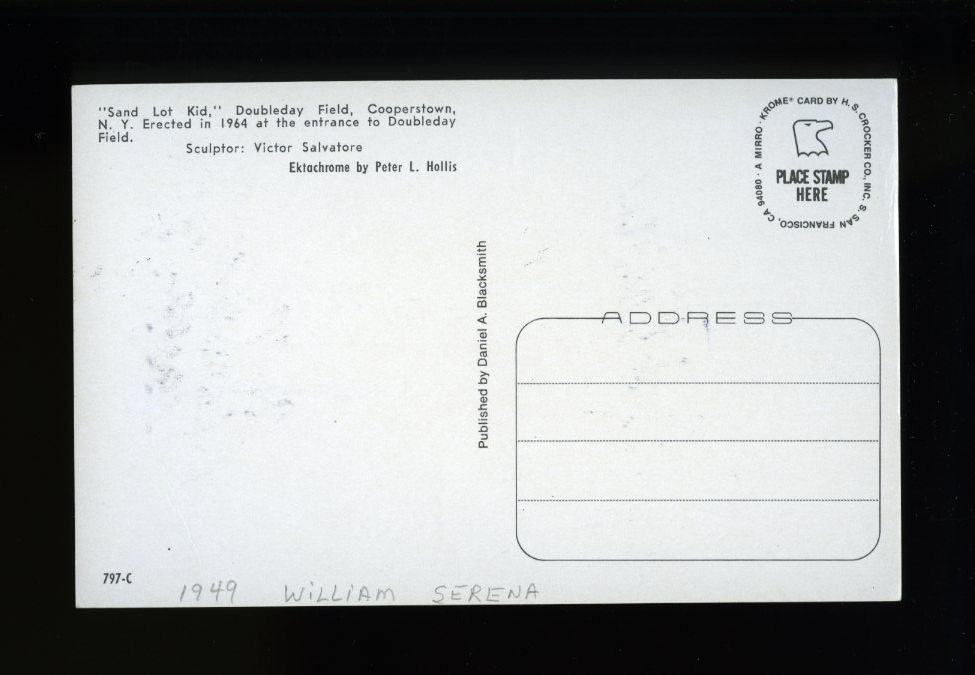 "Sand Lot Kid," Doubleday Field, Cooperstown,
N. Y. Erected in 1964 at the entrance to Doubleday
Field.
Sculptor: Victor Salvatore
Ektachrome by Peter L. Hollis
A MIRRO-KROME® CARD BY H. S. CROCKER CO., INC. S. SAN FRANCISCO, CA 94080 ·
PLACE STAMP
HERE
Published by Daniel A. Blacksmith
ADDRESS
797-C
1949 WILLIAM SERENA